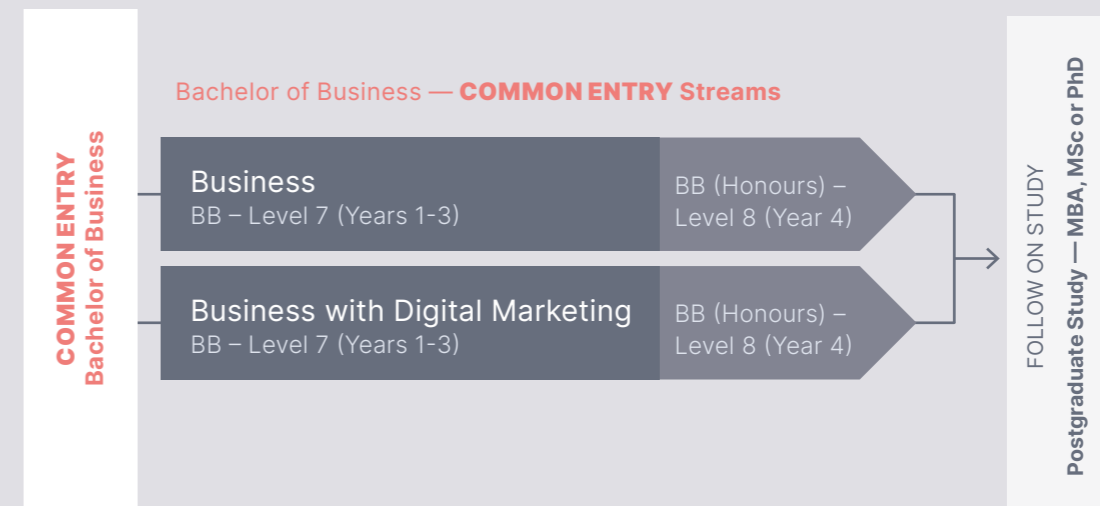 COMMON ENTRY
Bachelor of Business
Bachelor of Business — COMMON ENTRY Streams
Business
BB – Level 7 (Years 1-3)
BB (Honours) –
Level 8 (Year 4)
Business with Digital Marketing
BB – Level 7 (Years 1-3)
BB (Honours) –
Level 8 (Year 4)
FOLLOW ON STUDY
Postgraduate Study — MBA, MSc or PhD